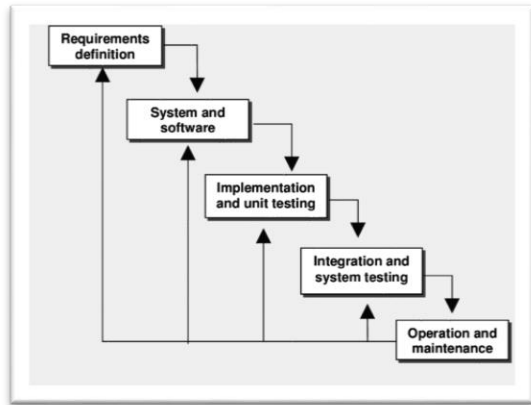 Requirements
definition
System and
software
Implementation
and unit testing
Integration and
system testing
Operation and
maintenance